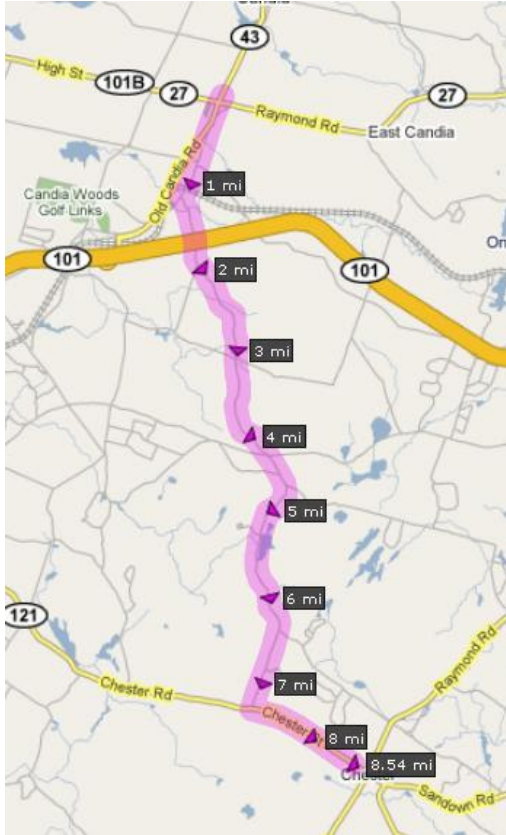 43
High St
101B
27
Raymond Rd
27
East Candia
Old Candia Rd
1 mi
Candia Woods
Golf Links
101
2 mi
101
On
3 mi
4 mi
5 mi
6 mi
121
Raymond Rd
Chester Rd
7 mi
Chester St
8 mi
8.54 mi
Chester
Sandown Rd